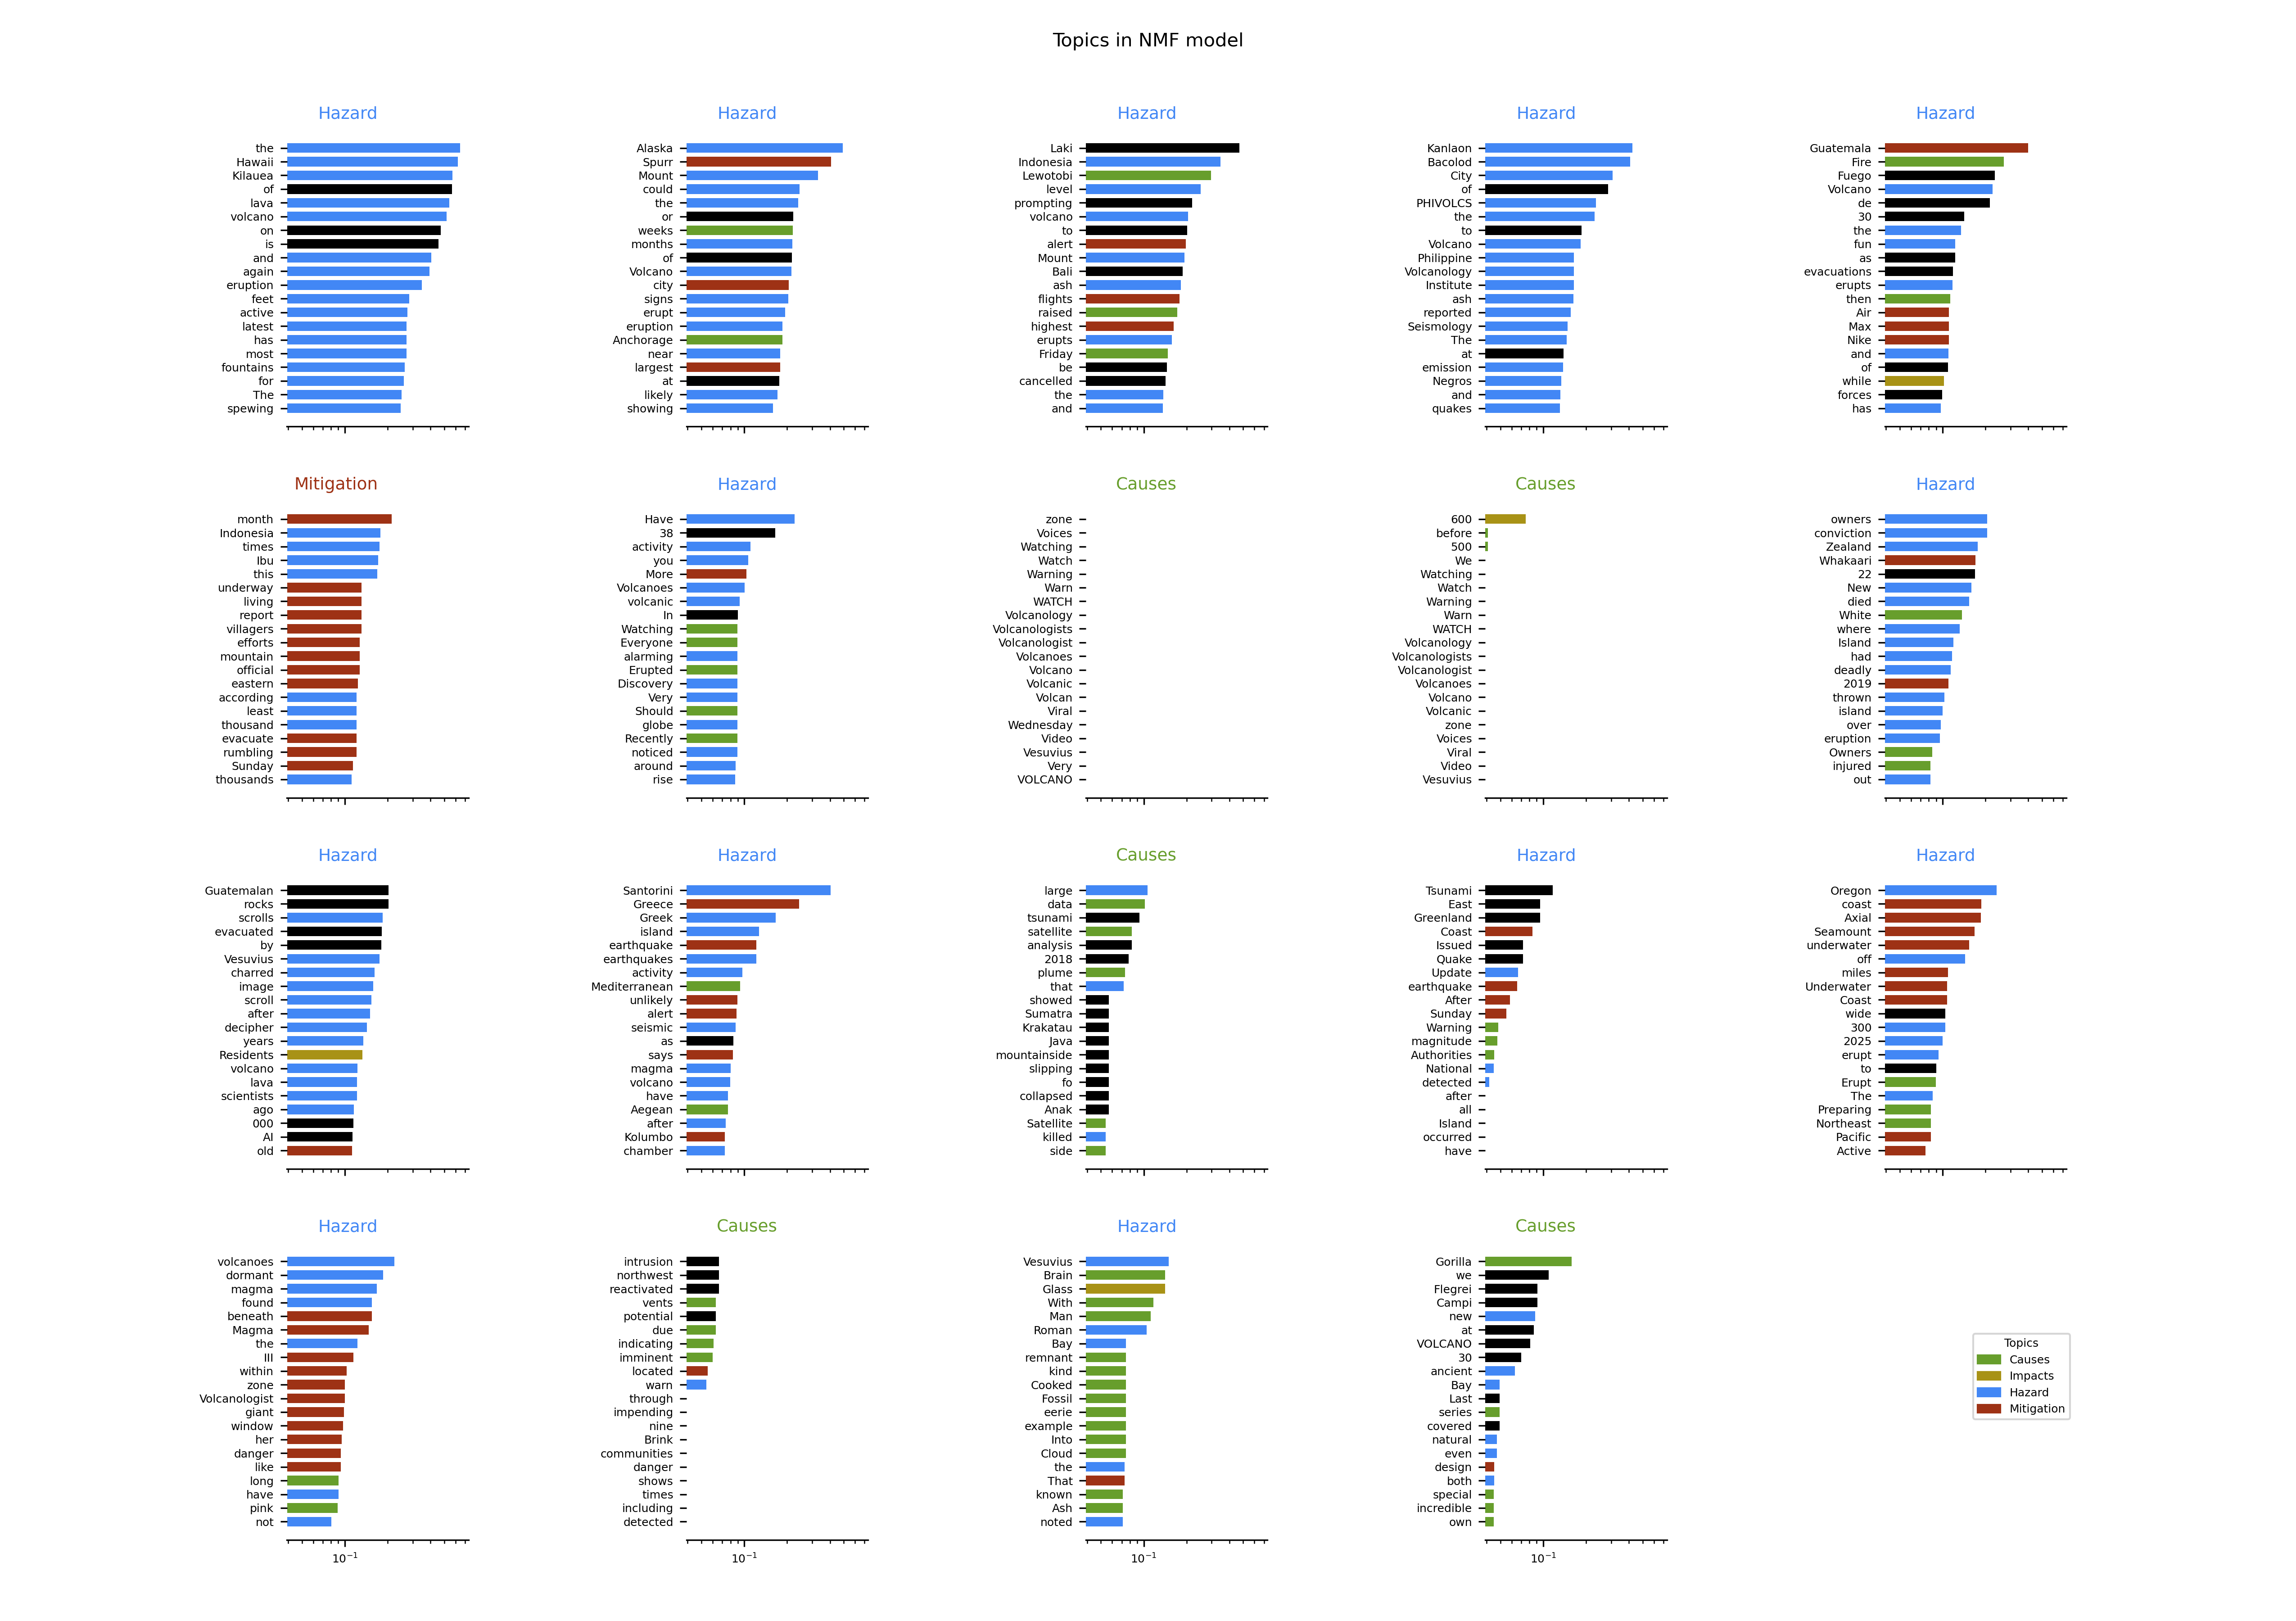 Topics in NMF model
Hazard
the
Hawaii
Kilauea
of
lava
volcano
on
is
and
again
eruption
feet
active
latest
has
most
fountains
for
The
spewing
Hazard
Alaska
Spurr
Mount
could
the
or
weeks
months
of
Volcano
city
signs
erupt
eruption
Anchorage
near
largest
at
likely
showing
Hazard
Laki
Indonesia
Lewotobi
level
prompting
volcano
to
alert
Mount
Bali
ash
flights
raised
highest
erupts
Friday
be
cancelled
the
and
Hazard
Kanlaon
Bacolod
City
of
PHIVOLCS
the
to
Volcano
Philippine
Volcanology
Institute
ash
reported
Seismology
The
at
emission
Negros
and
quakes
Hazard
Guatemala
Fire
Fuego
Volcano
de
30
the
fun
as
evacuations
erupts
then
Air
Max
Nike
and
of
while
forces
has
Mitigation
month
Indonesia
times
Ibu
this
underway
living
report
villagers
efforts
mountain
official
eastern
according
least
thousand
evacuate
rumbling
Sunday
thousands
Hazard
Have
38
activity
you
More
Volcanoes
volcanic
In
Watching
Everyone
alarming
Erupted
Discovery
Very
Should
globe
Recently
noticed
around
rise
Causes
zone
Voices
Watching
Watch
Warning
Warn
WATCH
Volcanology
Volcanologists
Volcanologist
Volcanoes
Volcano
Volcanic
Volcan
Viral
Wednesday
Video
Vesuvius
Very
VOLCANO
Causes
600
before
500
We
Watching
Watch
Warning
Warn
WATCH
Volcanology
Volcanologists
Volcanologist
Volcanoes
Volcano
Volcanic
zone
Voices
Viral
Video
Vesuvius
Hazard
owners
conviction
Zealand
Whakaari
22
New
died
White
where
Island
had
deadly
2019
thrown
island
over
eruption
Owners
injured
out
Hazard
Guatemalan
rocks
scrolls
evacuated
by
Vesuvius
charred
image
scroll
after
decipher
years
Residents
volcano
lava
scientists
ago
000
AI
old
Hazard
Santorini
Greece
Greek
island
earthquake
earthquakes
activity
Mediterranean
unlikely
alert
seismic
as
says
magma
volcano
have
Aegean
after
Kolumbo
chamber
Causes
large
data
tsunami
satellite
analysis
2018
plume
that
showed
Sumatra
Krakatau
Java
mountainside
slipping
fo
collapsed
Anak
Satellite
killed
side
Hazard
Tsunami
East
Greenland
Coast
Issued
Quake
Update
earthquake
After
Sunday
Warning
magnitude
Authorities
National
detected
after
all
Island
occurred
have
Hazard
Oregon
coast
Axial
Seamount
underwater
off
miles
Underwater
Coast
wide
300
2025
erupt
to
Erupt
The
Preparing
Northeast
Pacific
Active
Hazard
volcanoes
dormant
magma
found
beneath
Magma
the
III
within
zone
Volcanologist
giant
window
her
danger
like
long
have
pink
not
10⁻¹
Causes
intrusion
northwest
reactivated
vents
potential
due
indicating
imminent
located
warn
through
impending
nine
Brink
communities
danger
shows
times
including
detected
10⁻¹
Hazard
Vesuvius
Brain
Glass
With
Man
Roman
Bay
remnant
kind
Cooked
Fossil
eerie
example
Into
Cloud
the
That
known
Ash
noted
10⁻¹
Causes
Gorilla
we
Flegrei
Campi
new
at
VOLCANO
30
ancient
Bay
Last
series
covered
natural
even
design
both
special
incredible
own
10⁻¹
Topics
Causes
Impacts
Hazard
Mitigation